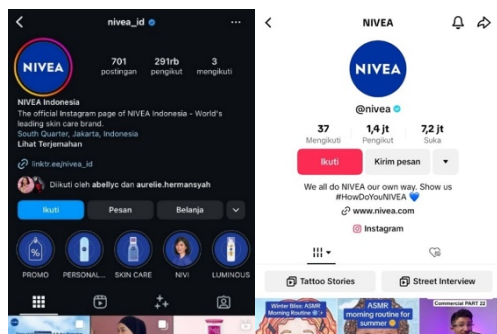 nivea_id
NIVEA
701 291rb 3
postingan pengikut mengikuti
NIVEA Indonesia
The official Instagram page of NIVEA Indonesia - World's
leading skin care brand.
South Quarter, Jakarta, Indonesia
Lihat Terjemahan
linktr.ee/nivea_id
Diikuti oleh abellyc dan aurelie.hermansyah
Ikuti Pesan Belanja
PROMO PERSONAL... SKIN CARE NIVI LUMINOUS
NIVEA
NIVEA
@nivea
37 1,4 jt 7,2 jt
Mengikuti Pengikut Suka
Ikuti Kirim pesan
We all do NIVEA our own way. Show us
#HowDoYouNIVEA 💙
www.nivea.com
Instagram
Tattoo Stories Street Interview
Winter Bliss: ASMR
Morning Routine
ASMR
morning routine for
summer
Commercial PART 22